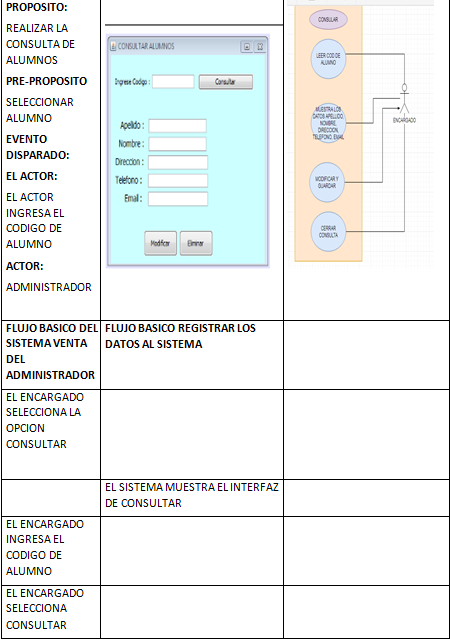 PROPOSITO:
REALIZAR LA
CONSULTA DE
ALUMNOS
PRE-PROPOSITO
SELECCIONAR
ALUMNO
EVENTO
DISPARADO:
EL ACTOR:
EL ACTOR
INGRESA EL
CODIGO DE
ALUMNO
ACTOR:
ADMINISTRADOR
CONSULTAR ALUMNOS
Ingrese Codigo :
Consultar
Apelido :
Nombre :
Direccion :
Telefono :
Email :
Modificar
Eliminar
CONSULAR
LEER COD DE
ALUMNO
MUESTRA LOS
DATOS APELLIDO,
NOMBRE,
DIRECCION,
TELEFONO, EMAIL
MODIFICAR Y
GUARDAR
CERRAR
CONSULTA
ENCARGADO
FLUJO BASICO DEL
SISTEMA VENTA
DEL
ADMINISTRADOR
FLUJO BASICO REGISTRAR LOS
DATOS AL SISTEMA
EL ENCARGADO
SELECCIONA LA
OPCION
CONSULTAR
EL SISTEMA MUESTRA EL INTERFAZ
DE CONSULTAR
EL ENCARGADO
INGRESA EL
CODIGO DE
ALUMNO
EL ENCARGADO
SELECCIONA
CONSULTAR